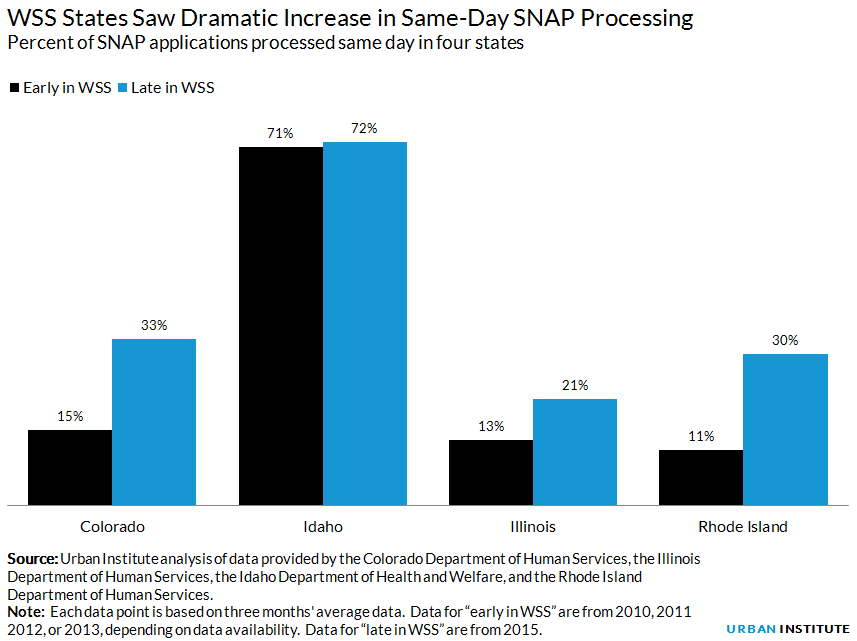 WSS States Saw Dramatic Increase in Same-Day SNAP Processing
Percent of SNAP applications processed same day in four states
Early in WSS Late in WSS
71% 72%
33%
30%
21%
15%
13%
11%
Colorado Idaho Illinois Rhode Island
Source: Urban Institute analysis of data provided by the Colorado Department of Human Services, the Illinois
Department of Human Services, the Idaho Department of Health and Welfare, and the Rhode Island
Department of Human Services.
Note: Each data point is based on three months' average data. Data for “early in WSS” are from 2010, 2011
2012, or 2013, depending on data availability. Data for “late in WSS” are from 2015.
URBAN INSTITUTE